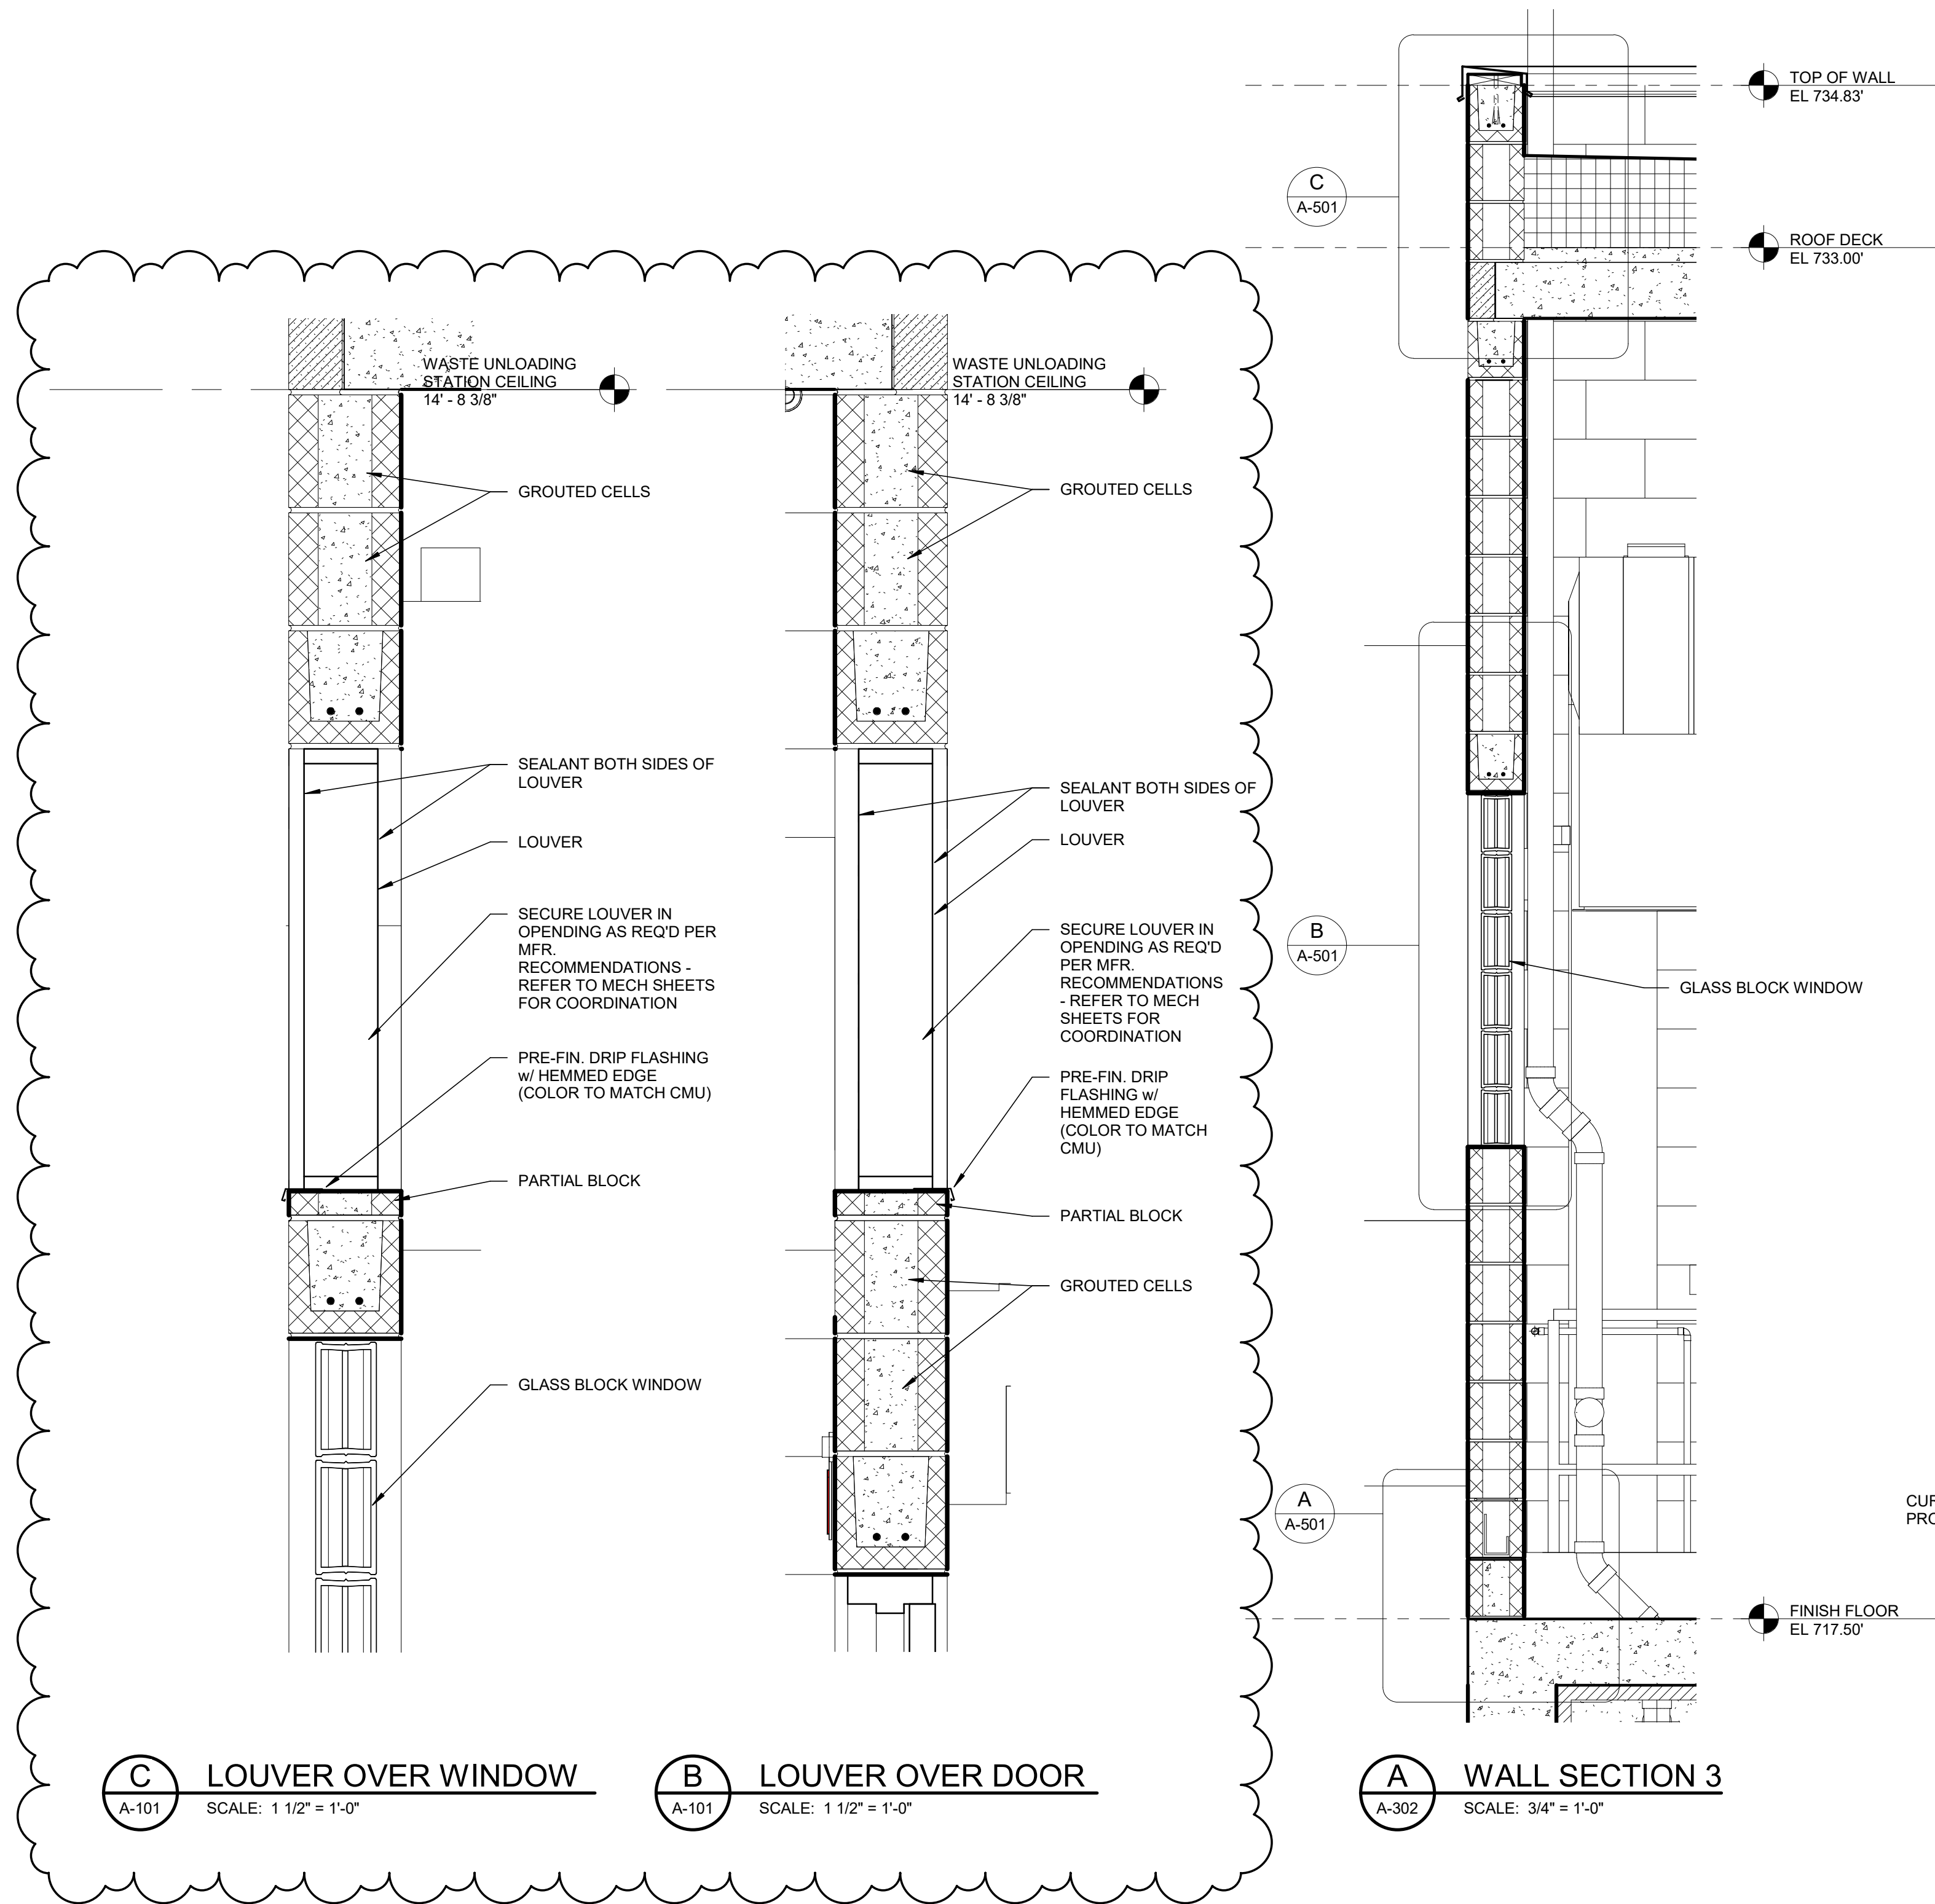 WASTE UNLOADING
STATION CEILING
14' - 8 3/8"
GROUTED CELLS
SEALANT BOTH SIDES OF
LOUVER
LOUVER
SECURE LOUVER IN
OPENDING AS REQ'D PER
MFR.
RECOMMENDATIONS -
REFER TO MECH SHEETS
FOR COORDINATION
PRE-FIN. DRIP FLASHING
w/ HEMMED EDGE
(COLOR TO MATCH CMU)
PARTIAL BLOCK
GLASS BLOCK WINDOW
C
A-101
LOUVER OVER WINDOW
SCALE: 1 1/2" = 1'-0"
WASTE UNLOADING
STATION CEILING
14' - 8 3/8"
GROUTED CELLS
SEALANT BOTH SIDES OF
LOUVER
LOUVER
SECURE LOUVER IN
OPENDING AS REQ'D
PER MFR.
RECOMMENDATIONS
- REFER TO MECH
SHEETS FOR
COORDINATION
PRE-FIN. DRIP
FLASHING w/
HEMMED EDGE
(COLOR TO MATCH
CMU)
PARTIAL BLOCK
GROUTED CELLS
B
A-101
LOUVER OVER DOOR
SCALE: 1 1/2" = 1'-0"
TOP OF WALL
EL 734.83'
C
A-501
ROOF DECK
EL 733.00'
B
A-501
GLASS BLOCK WINDOW
A
A-501
FINISH FLOOR
EL 717.50'
A
A-302
WALL SECTION 3
SCALE: 3/4" = 1'-0"